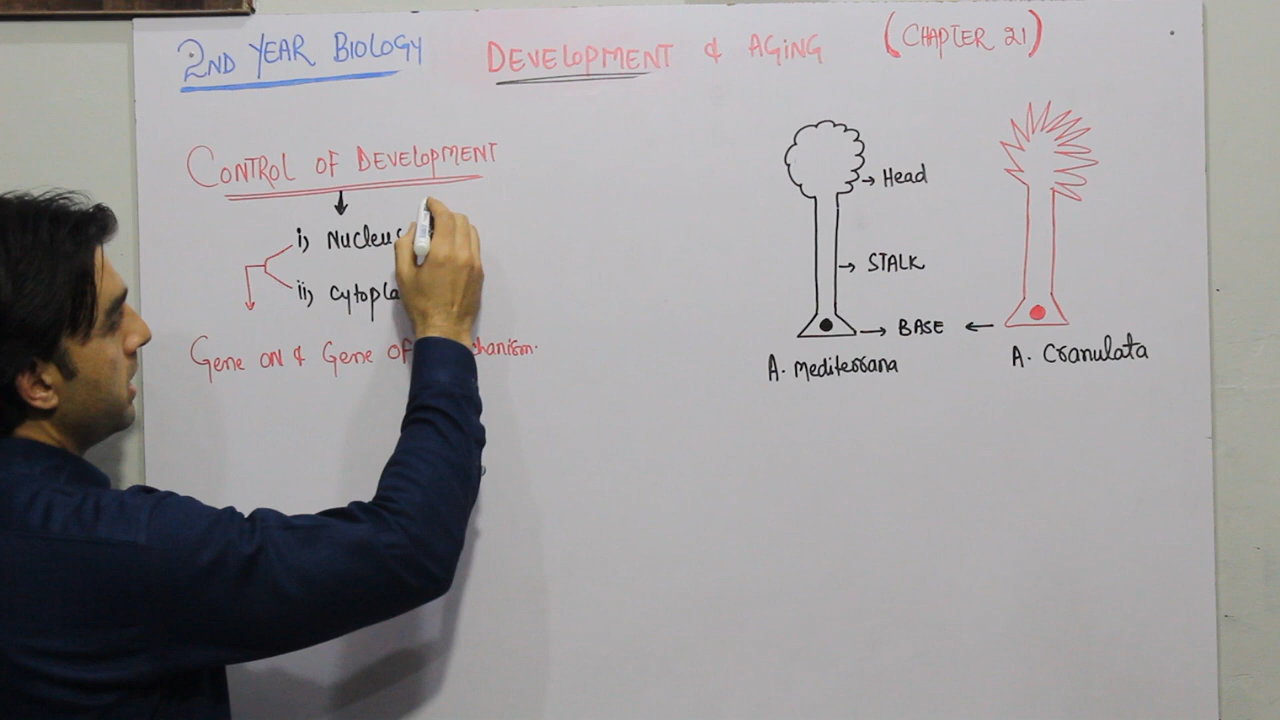 2ND YEAR BIOLOGY DEVELOPMENT & AGING (CHAPTER 21)
CONTROL OF DEVELOPMENT
i) Nucleus
ii) Cytopla
Gene ON & Gene OF chanism.
Head
STALK
BASE
A. Mediterrana
A. Cranulata